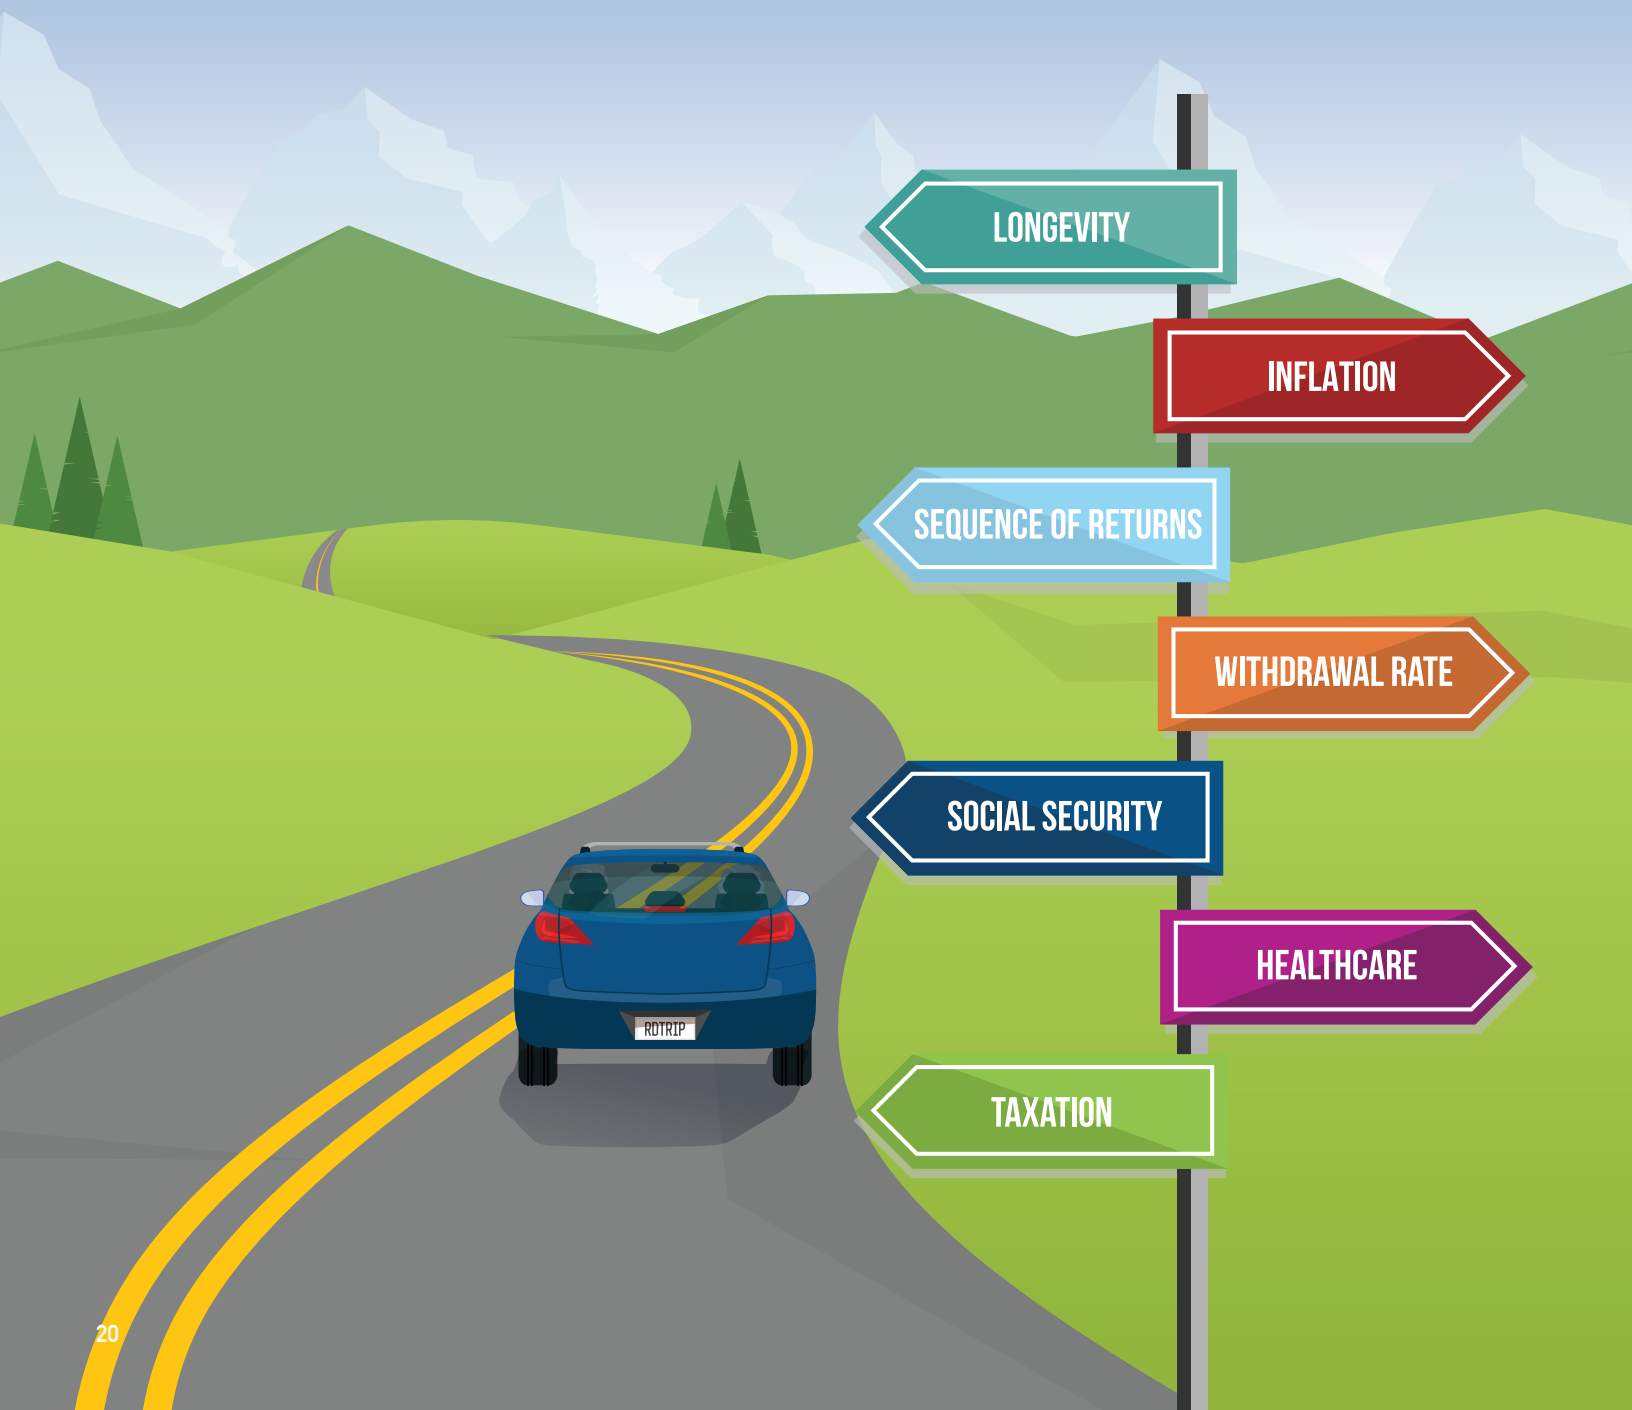 LONGEVITY
INFLATION
SEQUENCE OF RETURNS
WITHDRAWAL RATE
SOCIAL SECURITY
HEALTHCARE
TAXATION
RDTRIP
20